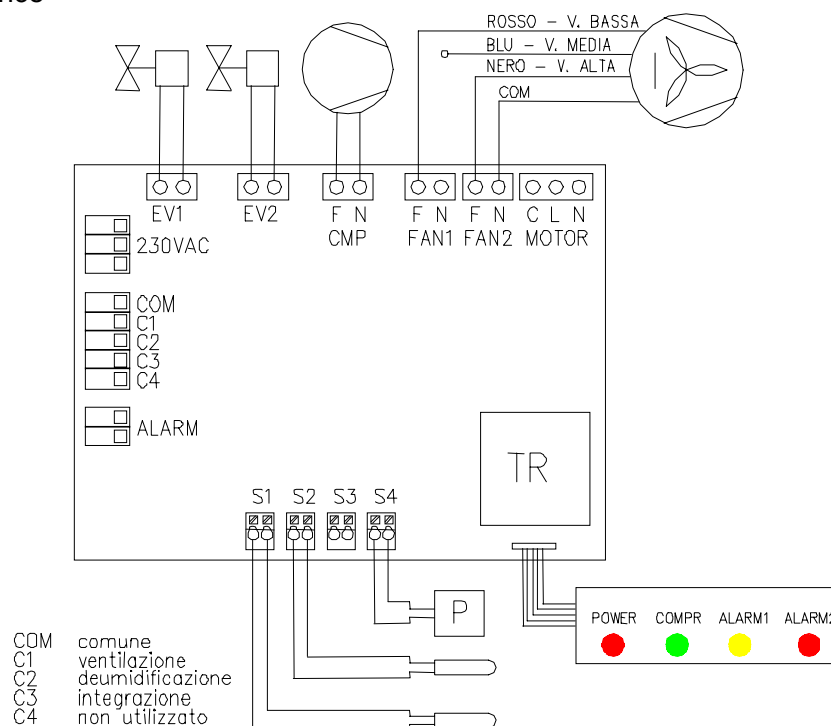 ROSSO – V. BASSA
BLU – V. MEDIA
NERO – V. ALTA
COM
EV1 EV2 F N F N F N C L N
CMP FAN1 FAN2 MOTOR
230VAC
COM
C1
C2
C3
C4
ALARM
TR
S1 S2 S3 S4
P
POWER COMPR ALARM1 ALARM2
COM comune
C1 ventilazione
C2 deumidificazione
C3 integrazione
C4 non utilizzato